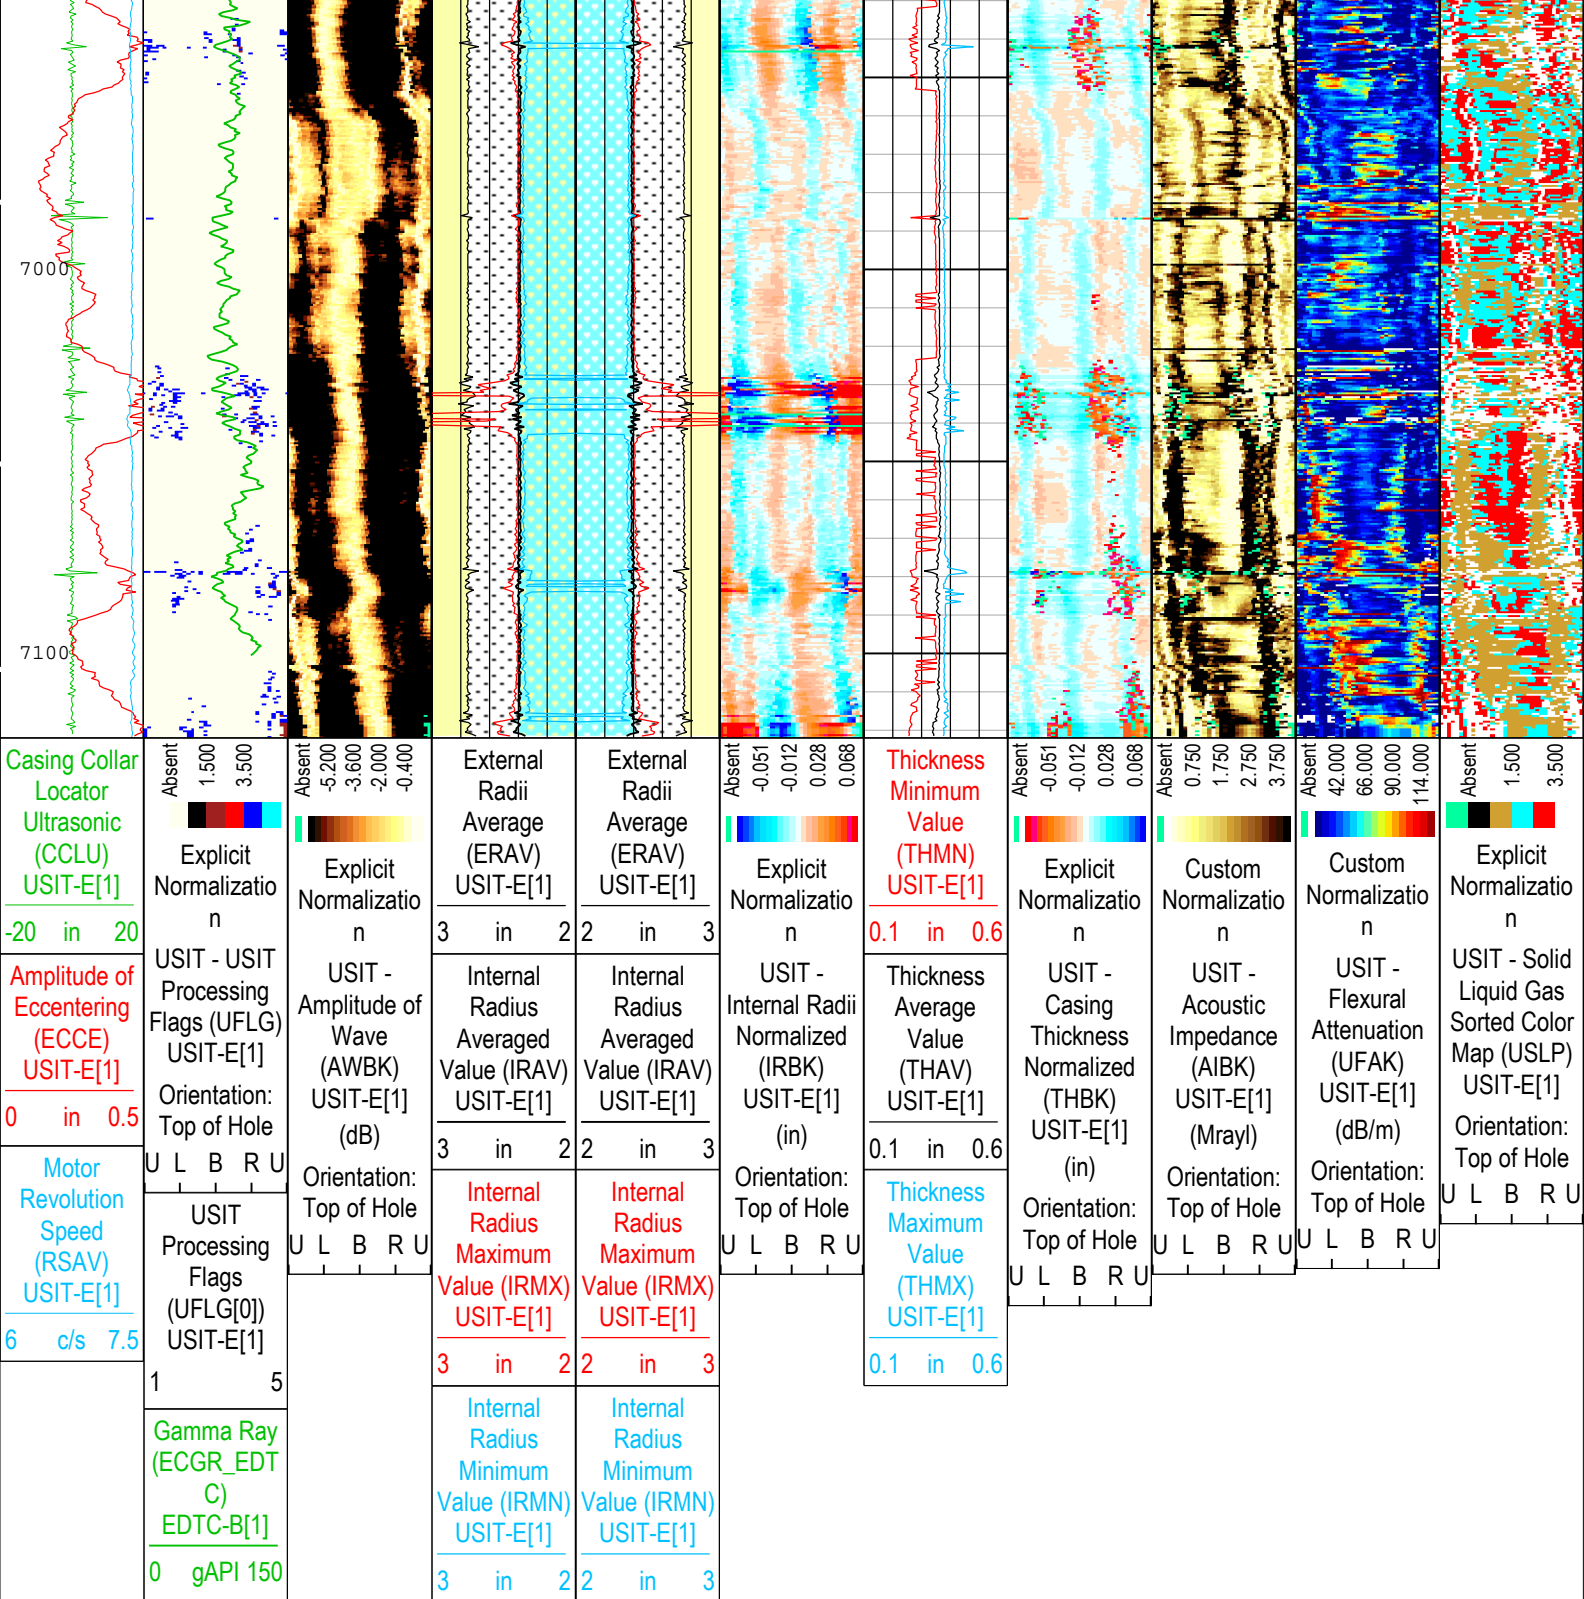 7000
7100
Casing Collar
Locator
Ultrasonic
(CCLU)
USIT-E[1]
-20 in 20
Amplitude of
Eccentering
(ECCE)
USIT-E[1]
0 in 0.5
Motor
Revolution
Speed
(RSAV)
USIT-E[1]
6 c/s 7.5
Absent
1.500
3.500
Explicit
Normalizatio
n
USIT - USIT
Processing
Flags (UFLG)
USIT-E[1]
Orientation:
Top of Hole
U L B R U
USIT
Processing
Flags
(UFLG[0])
USIT-E[1]
1 5
Gamma Ray
(ECGR_EDT
C)
EDTC-B[1]
0 gAPI 150
Absent
-5.200
-3.600
-2.000
-0.400
Explicit
Normalizatio
n
USIT -
Amplitude of
Wave
(AWBK)
USIT-E[1]
(dB)
Orientation:
Top of Hole
U L B R U
External
Radii
Average
(ERAV)
USIT-E[1]
3 in 2
Internal
Radius
Averaged
Value (IRAV)
USIT-E[1]
3 in 2
Internal
Radius
Maximum
Value (IRMX)
USIT-E[1]
3 in 2
Internal
Radius
Minimum
Value (IRMN)
USIT-E[1]
3 in 2
External
Radii
Average
(ERAV)
USIT-E[1]
2 in 3
Internal
Radius
Averaged
Value (IRAV)
USIT-E[1]
2 in 3
Internal
Radius
Maximum
Value (IRMX)
USIT-E[1]
2 in 3
Internal
Radius
Minimum
Value (IRMN)
USIT-E[1]
2 in 3
Absent
-0.051
-0.012
0.028
0.068
Explicit
Normalizatio
n
USIT -
Internal Radii
Normalized
(IRBK)
USIT-E[1]
(in)
Orientation:
Top of Hole
U L B R U
Thickness
Minimum
Value
(THMN)
USIT-E[1]
0.1 in 0.6
Thickness
Average
Value
(THAV)
USIT-E[1]
0.1 in 0.6
Thickness
Maximum
Value
(THMX)
USIT-E[1]
0.1 in 0.6
Absent
-0.051
-0.012
0.028
0.068
Explicit
Normalizatio
n
USIT -
Casing
Thickness
Normalized
(THBK)
USIT-E[1]
(in)
Orientation:
Top of Hole
U L B R U
Absent
0.750
1.750
2.750
3.750
Custom
Normalizatio
n
USIT -
Acoustic
Impedance
(AIBK)
USIT-E[1]
(Mrayl)
Orientation:
Top of Hole
U L B R U
Absent
42.000
66.000
90.000
114.000
Custom
Normalizatio
n
USIT -
Flexural
Attenuation
(UFAK)
USIT-E[1]
(dB/m)
Orientation:
Top of Hole
U L B R U
Absent
1.500
3.500
Explicit
Normalizatio
n
USIT - Solid
Liquid Gas
Sorted Color
Map (USLP)
USIT-E[1]
Orientation:
Top of Hole
U L B R U